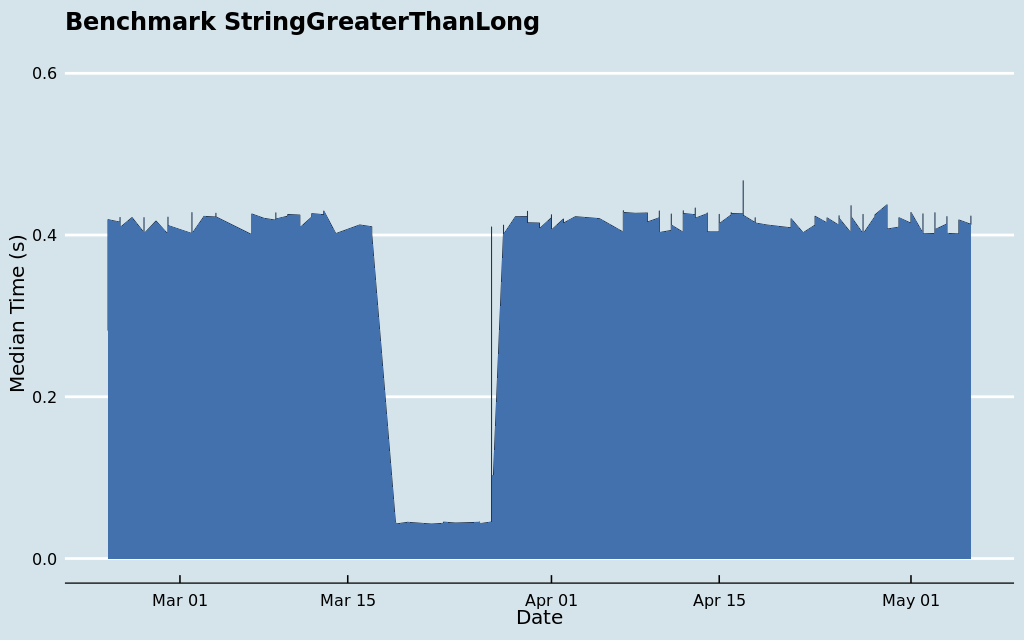 Benchmark StringGreaterThanLong
0.6
0.4
0.2
0.0
Median Time (s)
Mar 01
Mar 15
Apr 01
Apr 15
May 01
Date